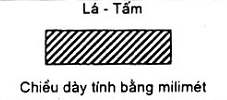 Lá - Tấm
Chiều dày tính bằng milimét